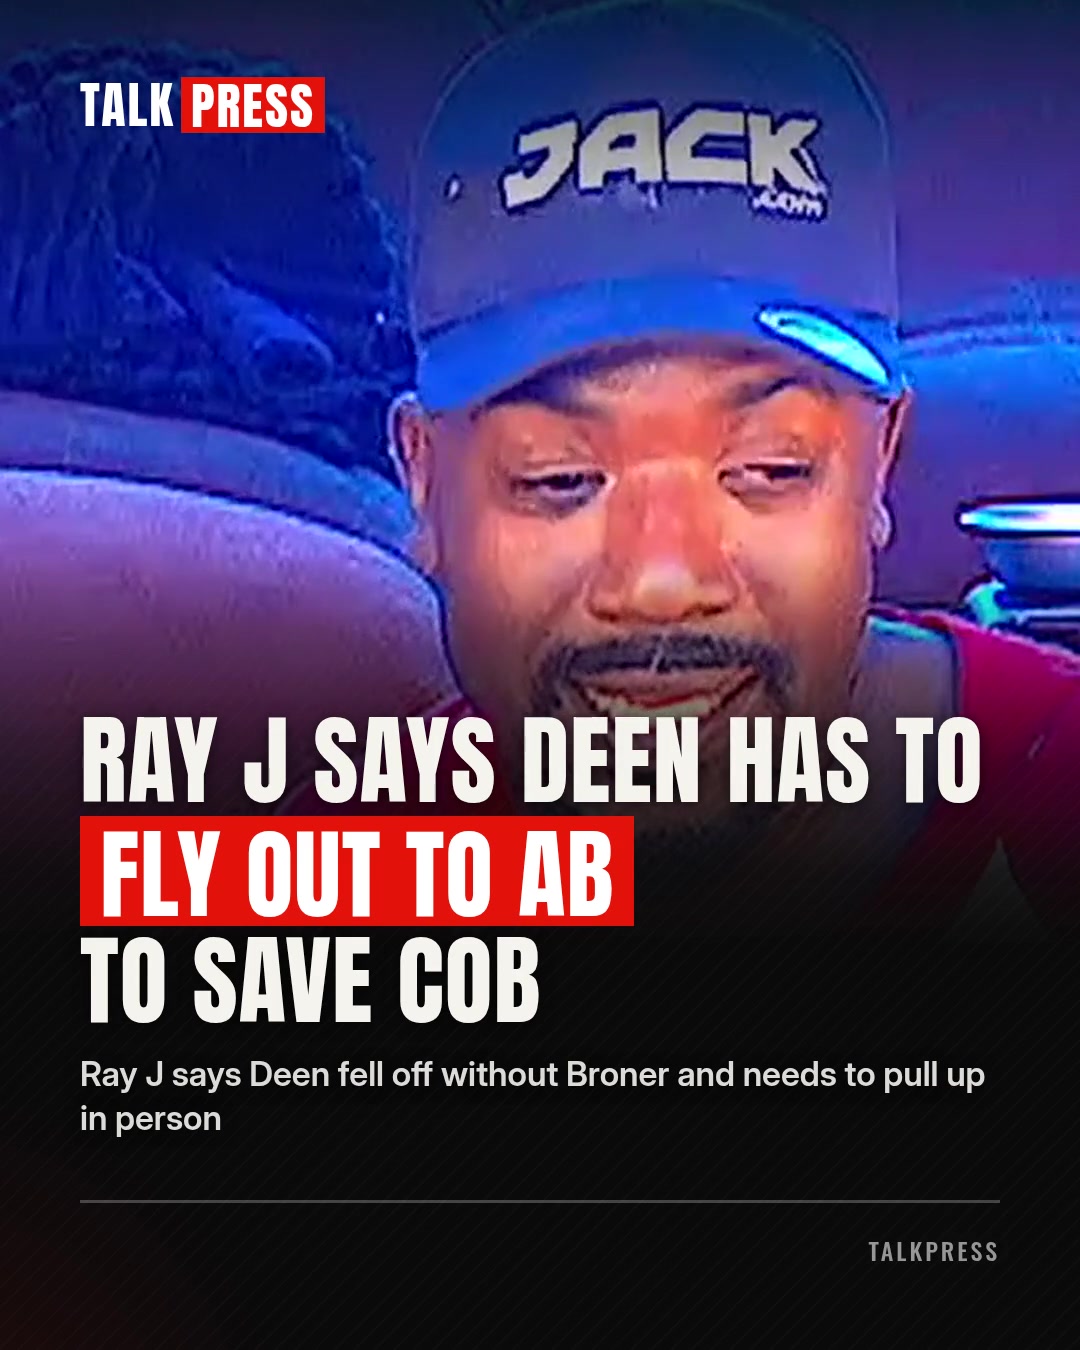 TALK PRESS
JACK
.com
RAY J SAYS DEEN HAS TO
FLY OUT TO AB
TO SAVE COB
Ray J says Deen fell off without Broner and needs to pull up
in person
TALKPRESS